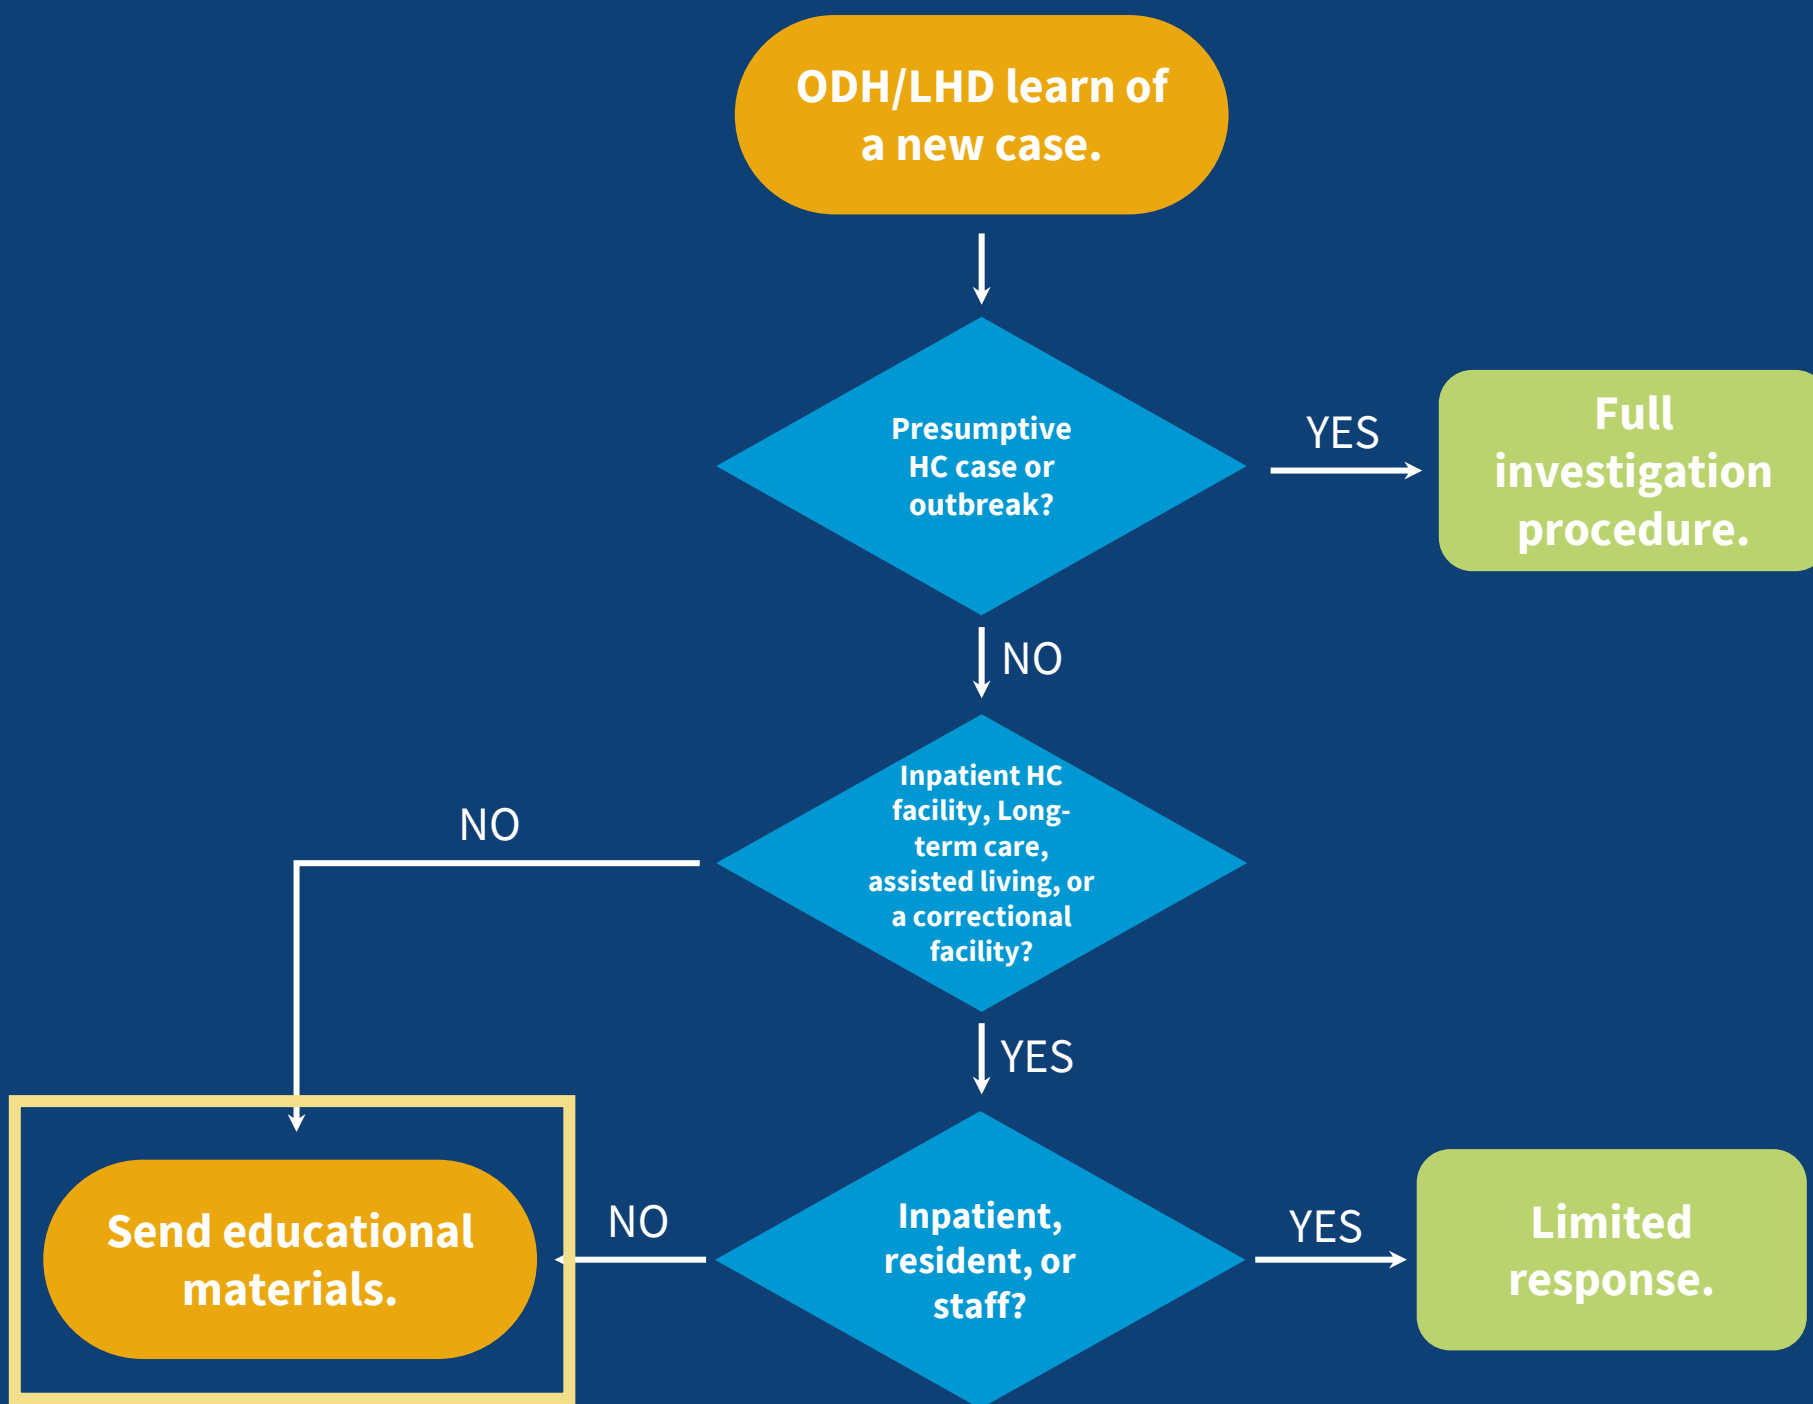 ODH/LHD learn of
a new case.
Presumptive
HC case or
outbreak?
YES
Full
investigation
procedure.
NO
Inpatient HC
facility, Long-
term care,
assisted living, or
a correctional
facility?
NO
YES
Send educational
materials.
NO
Inpatient,
resident, or
staff?
YES
Limited
response.